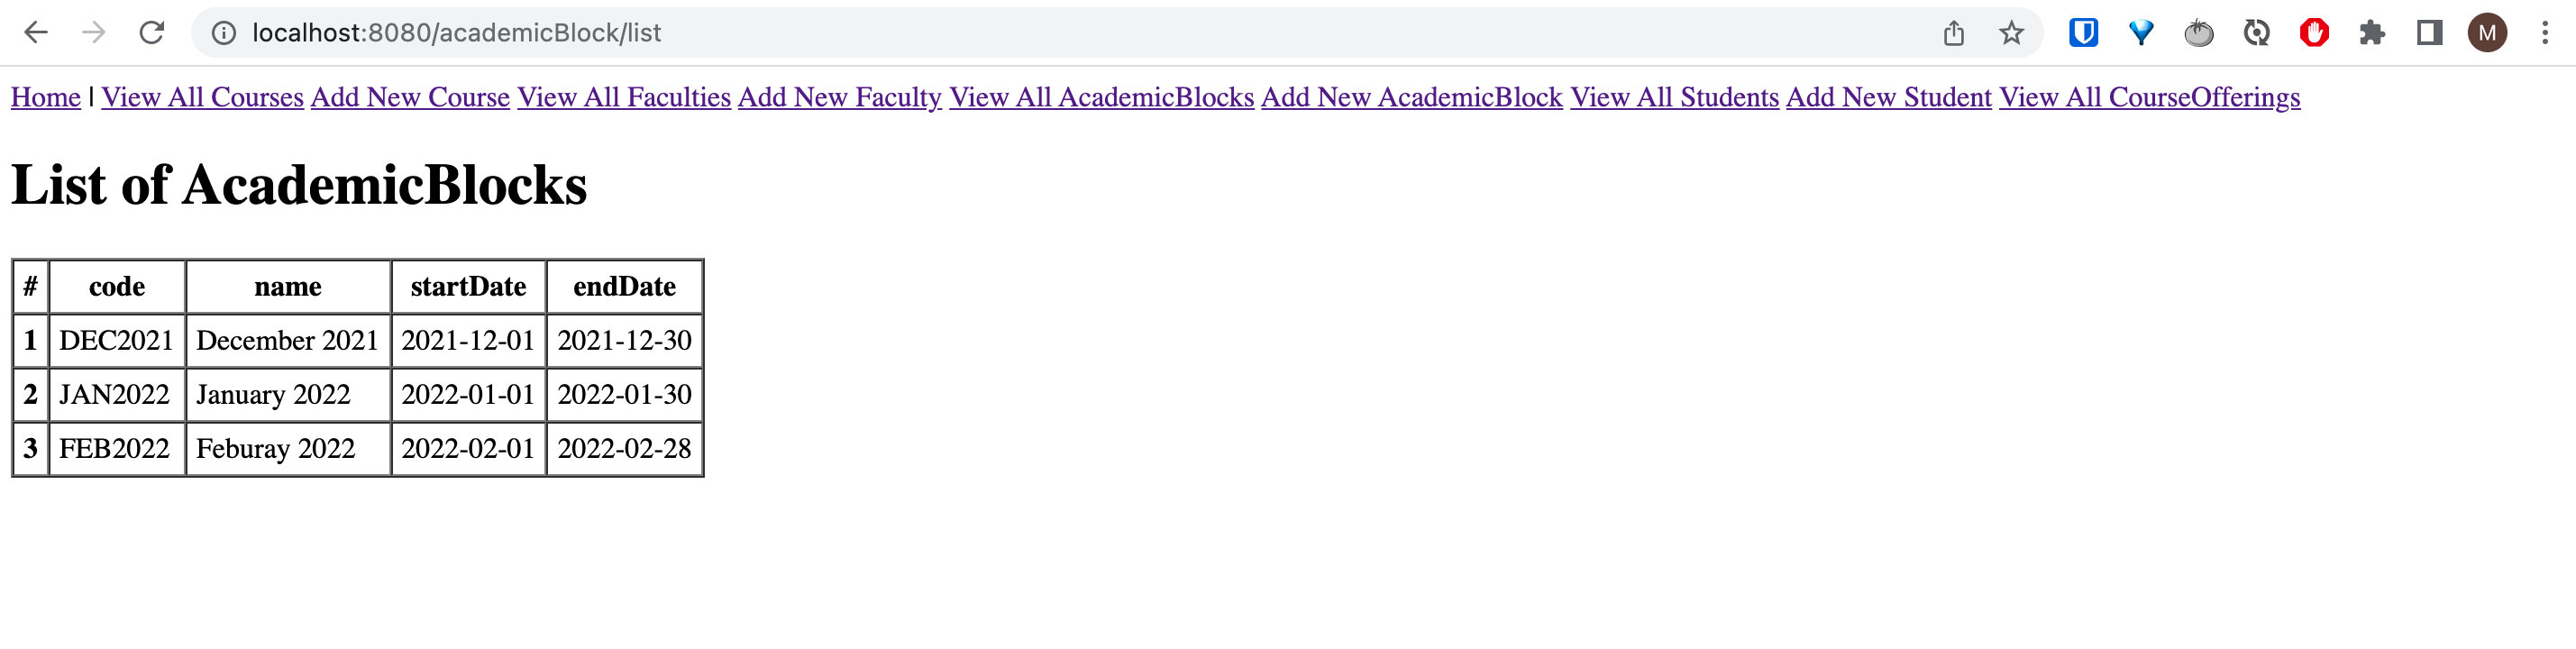 localhost:8080/academicBlock/list
M
Home | View All Courses Add New Course View All Faculties Add New Faculty View All AcademicBlocks Add New AcademicBlock View All Students Add New Student View All CourseOfferings
List of AcademicBlocks
# code name startDate endDate
1 DEC2021 December 2021 2021-12-01 2021-12-30
2 JAN2022 January 2022 2022-01-01 2022-01-30
3 FEB2022 Feburay 2022 2022-02-01 2022-02-28